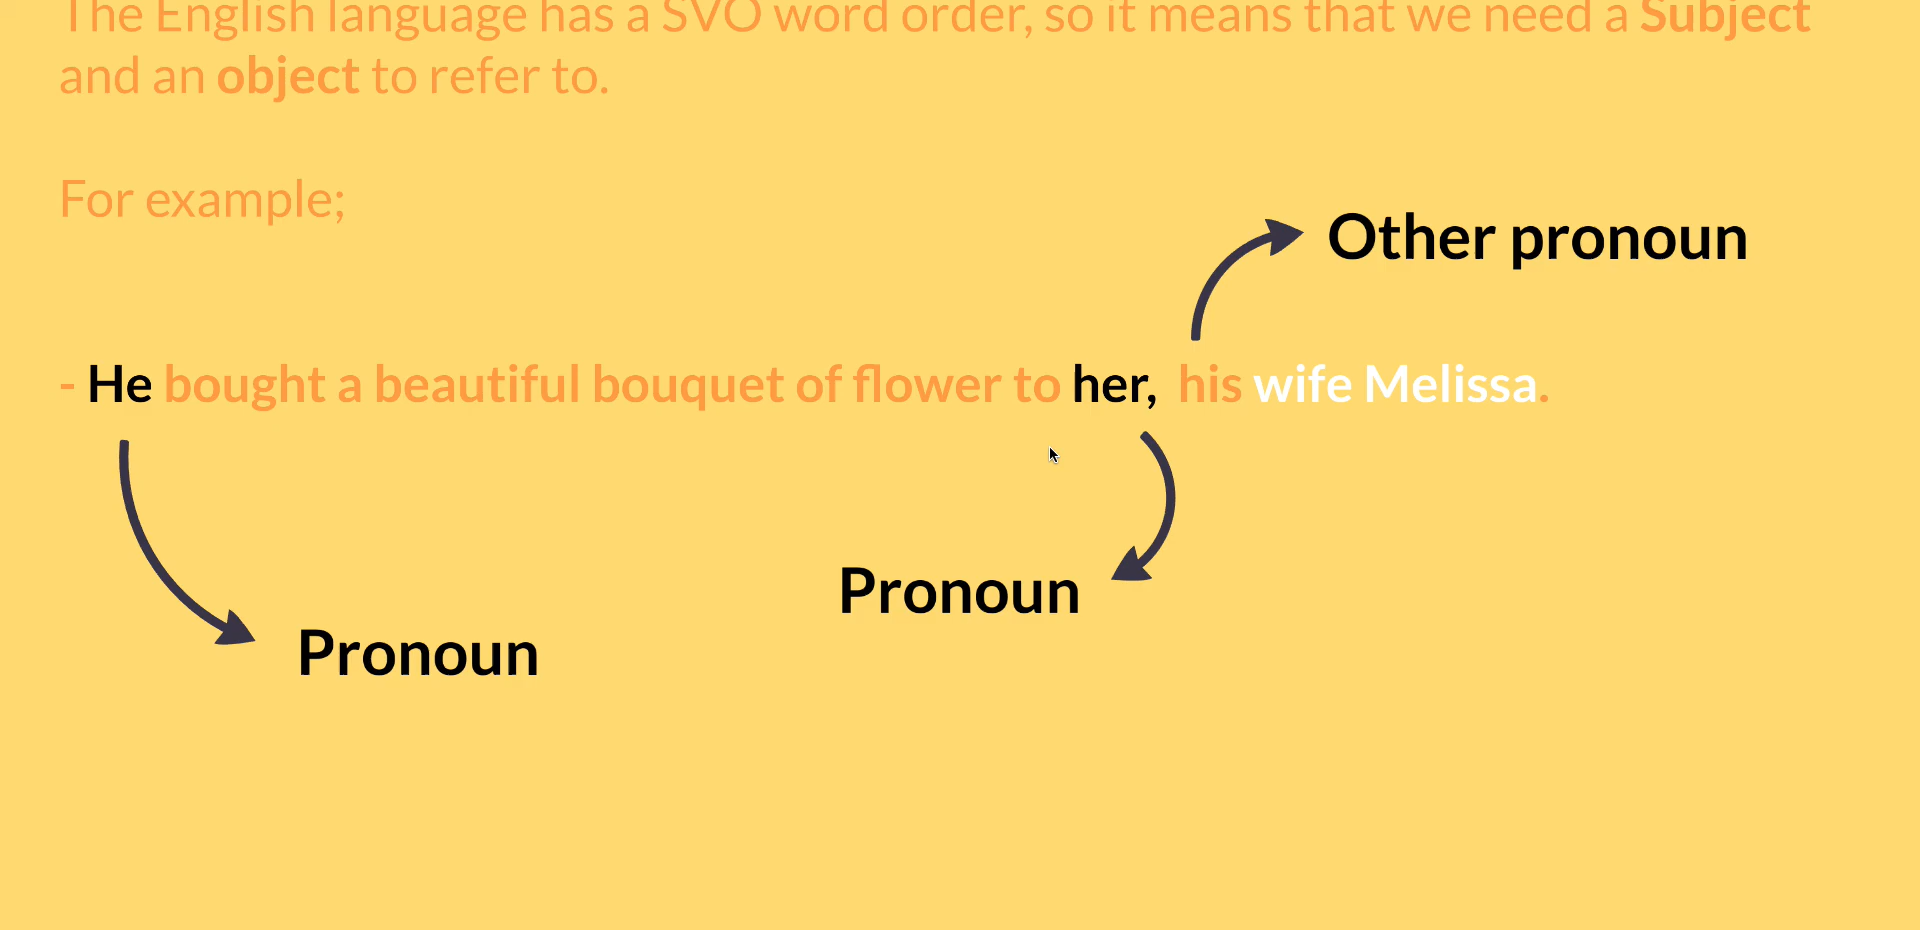 The English language has a SVO word order, so it means that we need a Subject
and an object to refer to.
For example;
Other pronoun
- He bought a beautiful bouquet of flower to her, his wife Melissa.
Pronoun
Pronoun